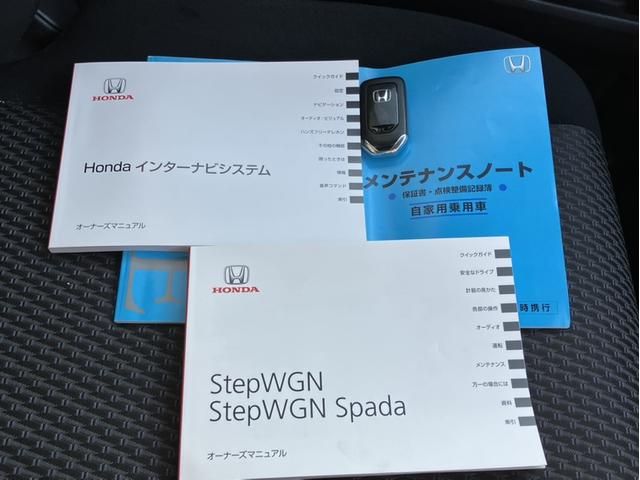 HONDA
Honda インターナビシステム
オーナーズマニュアル
クイックガイド
設定
ナビゲーション
オーディオ/ビジュアル
ハンズフリーテレホン
その他の機能
困ったときは
情報
音声コマンド
索引
メンテナンスノート
保証書・点検整備記録簿
自家用乗用車
時携行
HONDA
StepWGN
StepWGN Spada
オーナーズマニュアル
クイックガイド
安全なドライブ
計器の見かた
各部の操作
オーディオ
運転
メンテナンス
万一の場合には
資料
索引